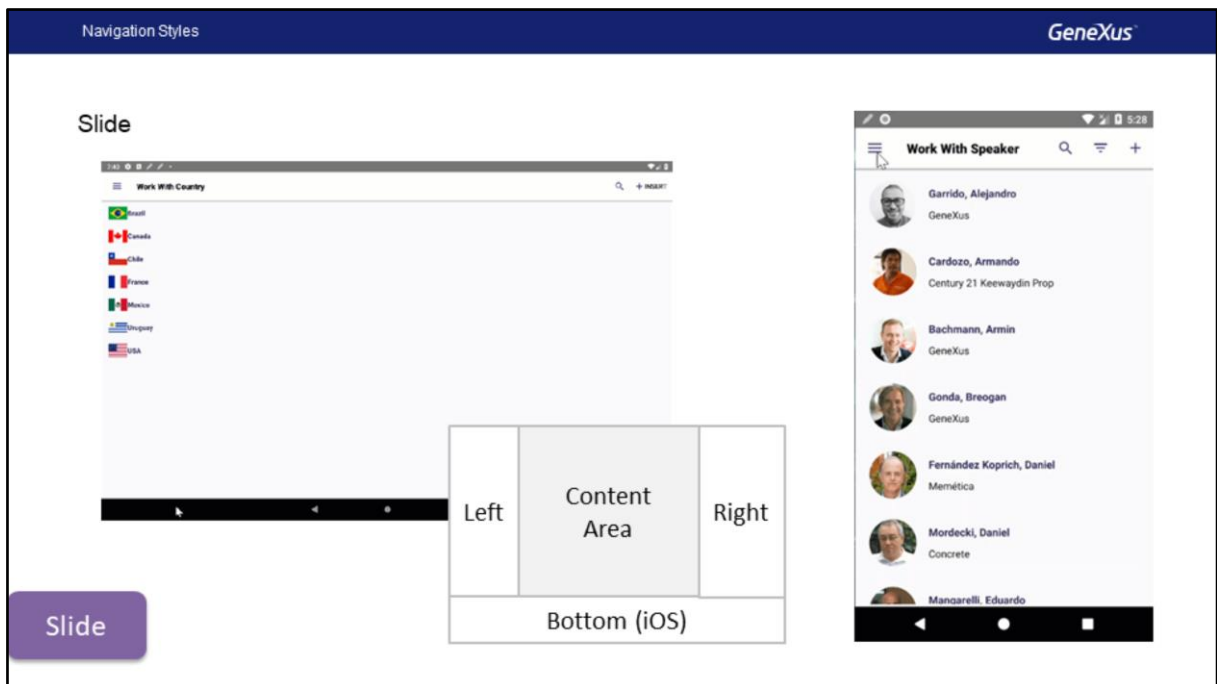 Navigation Styles
GeneXus
Slide
Work With Country
+ INSERT
Brazil
Canada
Chile
France
Mexico
Uruguay
USA
Left
Content
Area
Right
Bottom (iOS)
Slide
5:28
Work With Speaker
Garrido, Alejandro
GeneXus
Cardozo, Armando
Century 21 Keewaydin Prop
Bachmann, Armin
GeneXus
Gonda, Breogan
GeneXus
Fernández Koprich, Daniel
Memética
Mordecki, Daniel
Concrete
Mangarelli, Eduardo